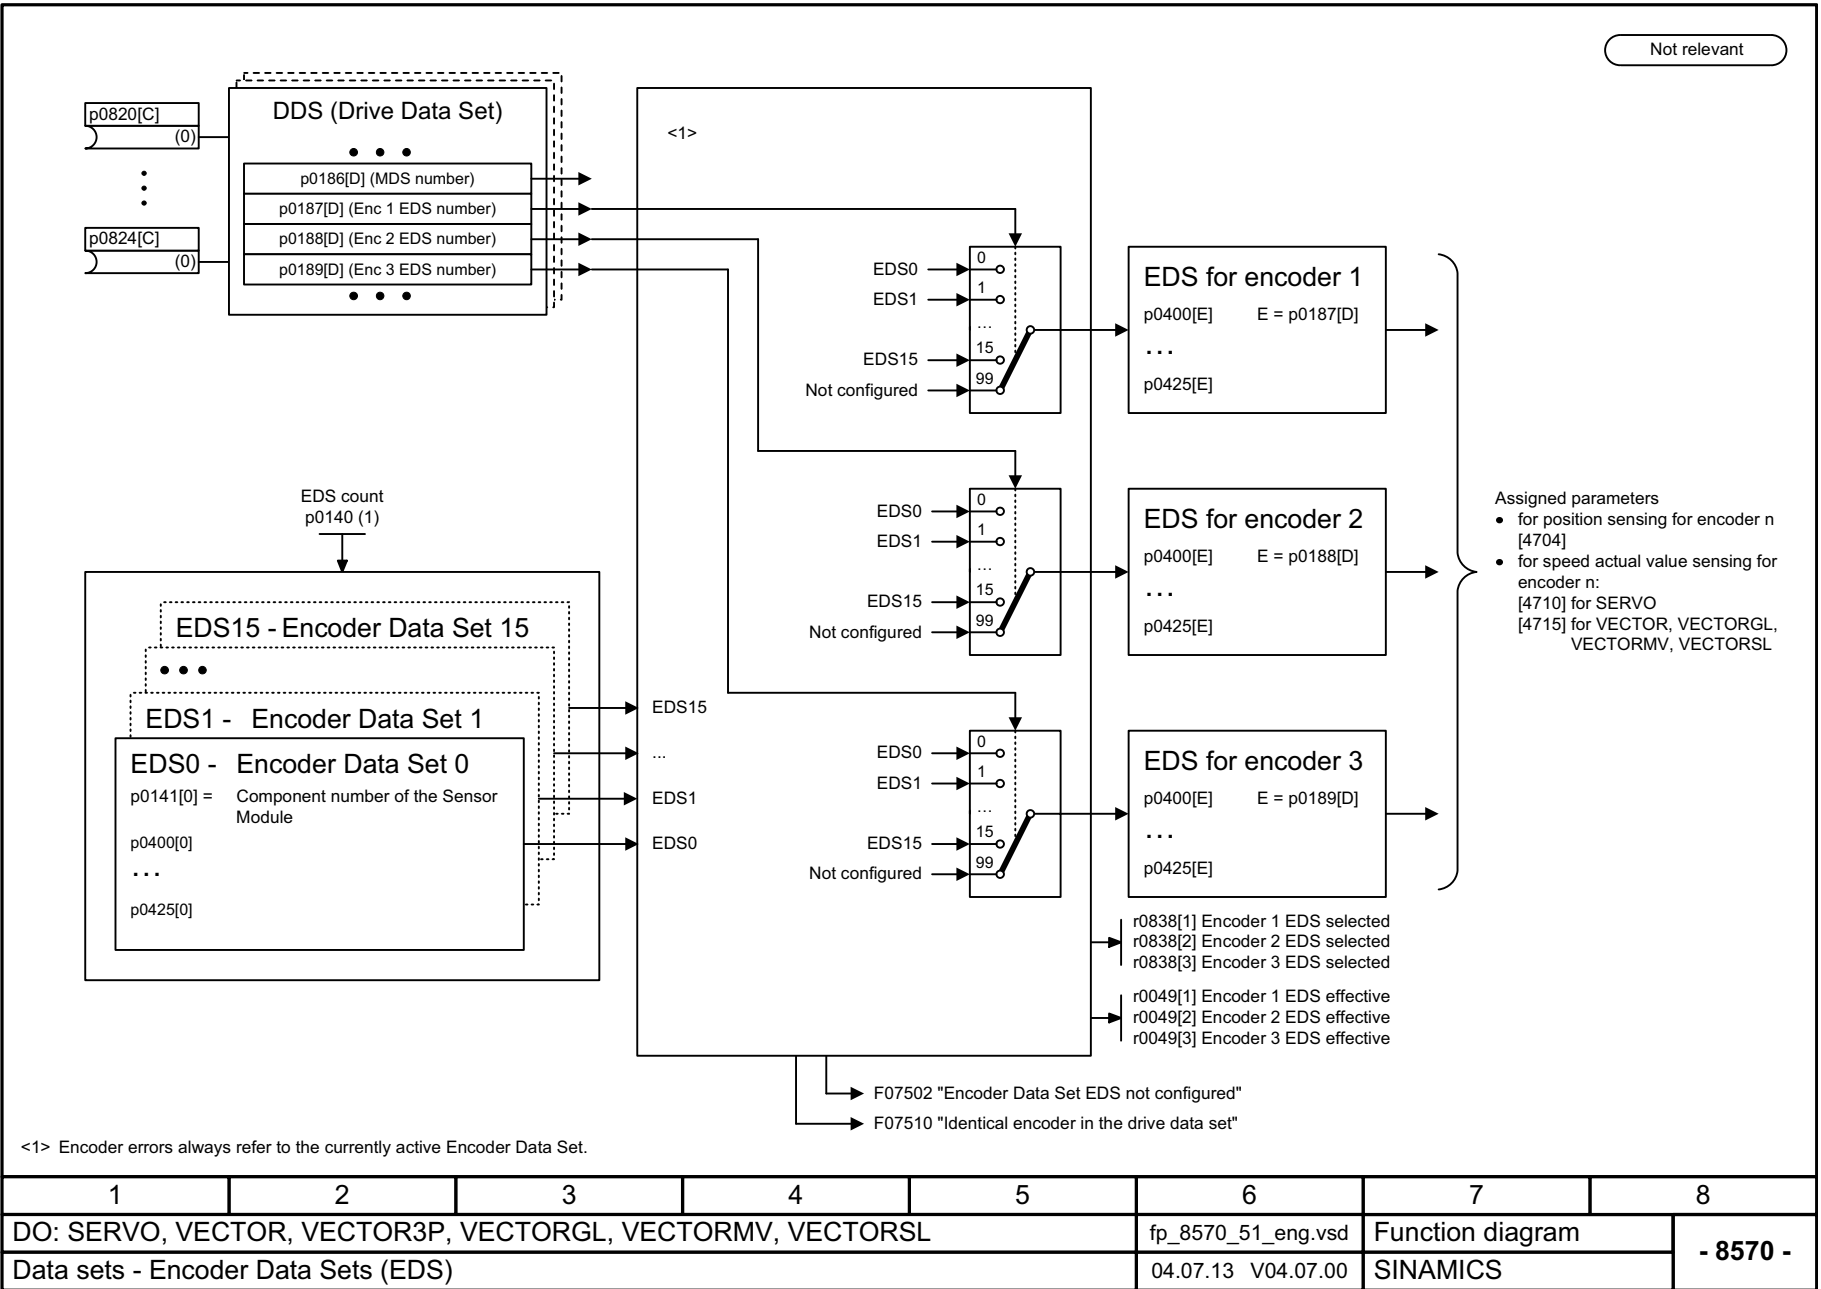 Not relevant
p0820[C]
(0)
p0824[C]
(0)
DDS (Drive Data Set)
p0186[D] (MDS number)
p0187[D] (Enc 1 EDS number)
p0188[D] (Enc 2 EDS number)
p0189[D] (Enc 3 EDS number)
<1>
EDS0
EDS1
EDS15
Not configured
0
1
...
15
99
EDS for encoder 1
p0400[E] E = p0187[D]
...
p0425[E]
EDS0
EDS1
EDS15
Not configured
0
1
...
15
99
EDS for encoder 2
p0400[E] E = p0188[D]
...
p0425[E]
Assigned parameters
• for position sensing for encoder n
[4704]
• for speed actual value sensing for
encoder n:
[4710] for SERVO
[4715] for VECTOR, VECTORGL,
VECTORMV, VECTORSL
EDS count
p0140 (1)
EDS15 - Encoder Data Set 15
EDS1 - Encoder Data Set 1
EDS0 - Encoder Data Set 0
p0141[0] = Component number of the Sensor
Module
p0400[0]
...
p0425[0]
EDS15
...
EDS1
EDS0
EDS0
EDS1
EDS15
Not configured
0
1
...
15
99
EDS for encoder 3
p0400[E] E = p0189[D]
...
p0425[E]
r0838[1] Encoder 1 EDS selected
r0838[2] Encoder 2 EDS selected
r0838[3] Encoder 3 EDS selected
r0049[1] Encoder 1 EDS effective
r0049[2] Encoder 2 EDS effective
r0049[3] Encoder 3 EDS effective
F07502 "Encoder Data Set EDS not configured"
F07510 "Identical encoder in the drive data set"
<1> Encoder errors always refer to the currently active Encoder Data Set.
1 2 3 4 5 6 7 8
DO: SERVO, VECTOR, VECTOR3P, VECTORGL, VECTORMV, VECTORSL
fp_8570_51_eng.vsd
Function diagram
- 8570 -
Data sets - Encoder Data Sets (EDS)
04.07.13 V04.07.00
SINAMICS